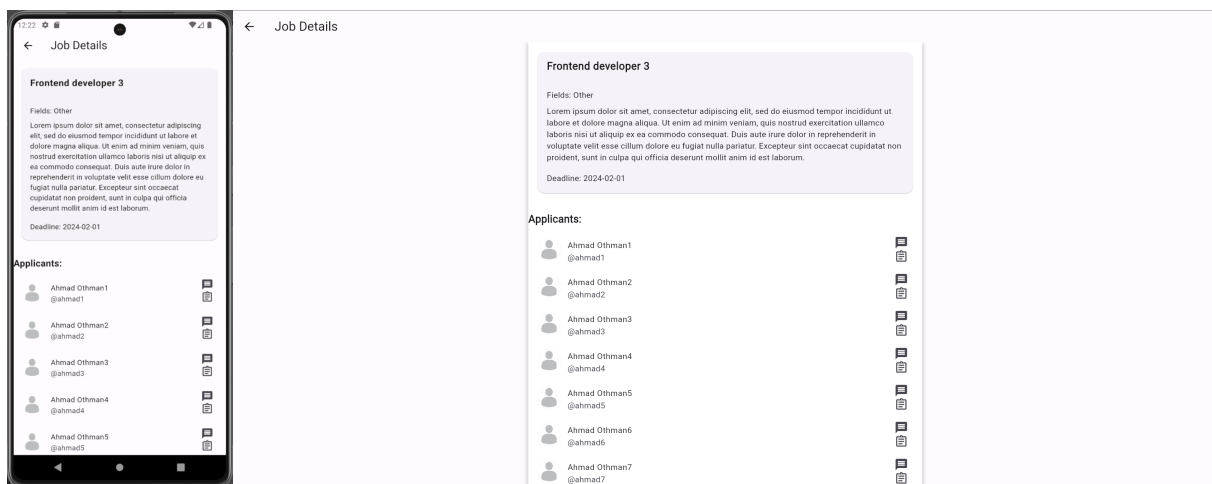 12:22
Job Details
Frontend developer 3
Fields: Other
Lorem ipsum dolor sit amet, consectetur adipiscing
elit, sed do eiusmod tempor incididunt ut labore et
dolore magna aliqua. Ut enim ad minim veniam, quis
nostrud exercitation ullamco laboris nisi ut aliquip ex
ea commodo consequat. Duis aute irure dolor in
reprehenderit in voluptate velit esse cillum dolore eu
fugiat nulla pariatur. Excepteur sint occaecat
cupidatat non proident, sunt in culpa qui officia
deserunt mollit anim id est laborum.
Deadline: 2024-02-01
Applicants:
Ahmad Othman1
@ahmad1
Ahmad Othman2
@ahmad2
Ahmad Othman3
@ahmad3
Ahmad Othman4
@ahmad4
Ahmad Othman5
@ahmad5
Job Details
Frontend developer 3
Fields: Other
Lorem ipsum dolor sit amet, consectetur adipiscing elit, sed do eiusmod tempor incididunt ut
labore et dolore magna aliqua. Ut enim ad minim veniam, quis nostrud exercitation ullamco
laboris nisi ut aliquip ex ea commodo consequat. Duis aute irure dolor in reprehenderit in
voluptate velit esse cillum dolore eu fugiat nulla pariatur. Excepteur sint occaecat cupidatat non
proident, sunt in culpa qui officia deserunt mollit anim id est laborum.
Deadline: 2024-02-01
Applicants:
Ahmad Othman1
@ahmad1
Ahmad Othman2
@ahmad2
Ahmad Othman3
@ahmad3
Ahmad Othman4
@ahmad4
Ahmad Othman5
@ahmad5
Ahmad Othman6
@ahmad6
Ahmad Othman7
@ahmad7